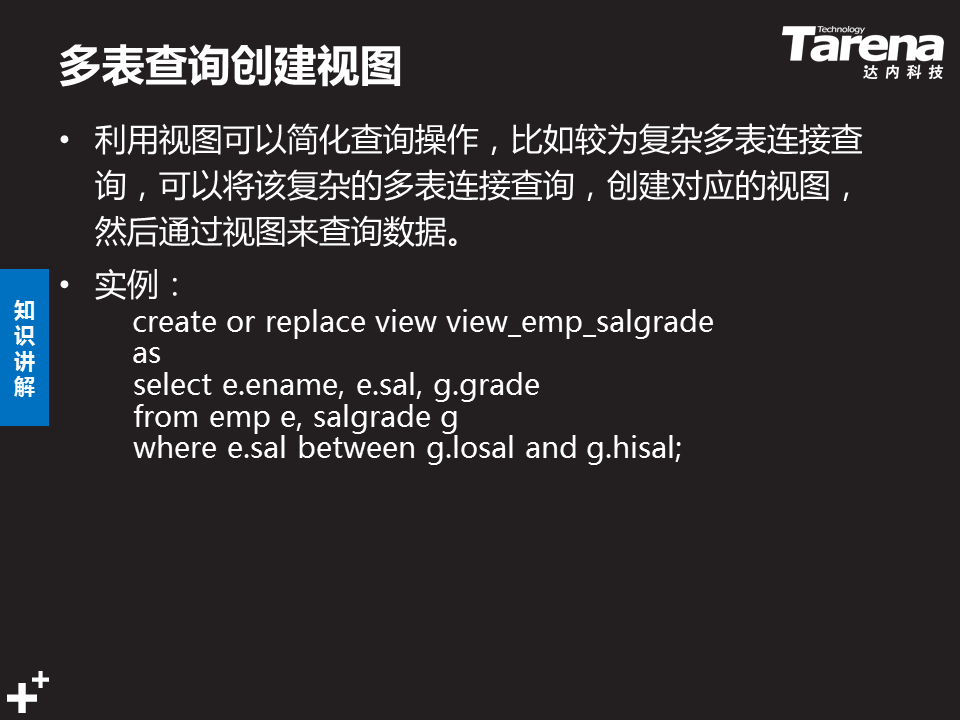 多表查询创建视图
Technology
Tarena
达内科技
• 利用视图可以简化查询操作，比如较为复杂多表连接查
询，可以将该复杂的多表连接查询，创建对应的视图，
然后通过视图来查询数据。
• 实例：
create or replace view view_emp_salgrade
as
select e.ename, e.sal, g.grade
from emp e, salgrade g
where e.sal between g.losal and g.hisal;
知
识
讲
解